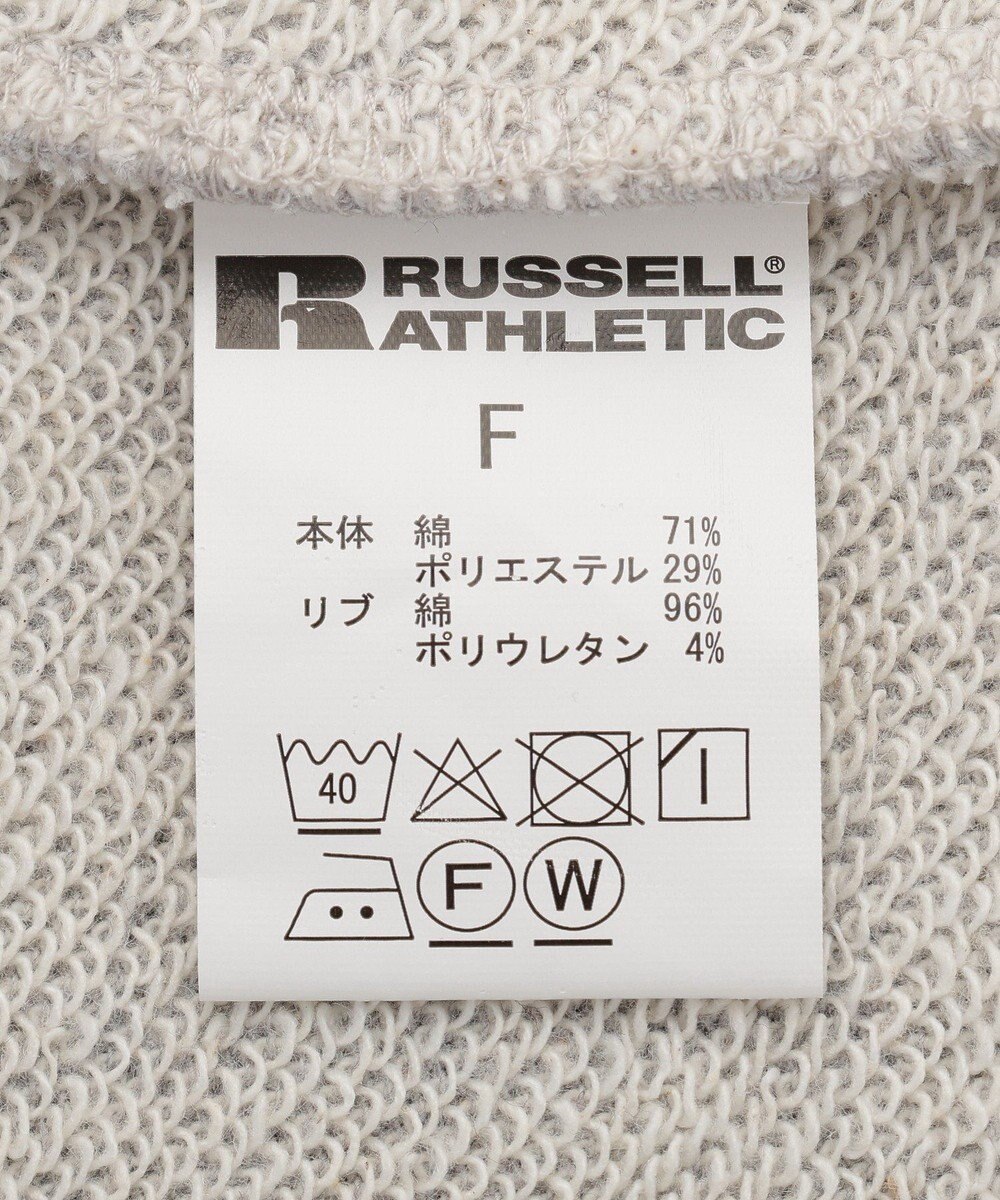 RUSSELL®
ATHLETIC
F
本体 綿 71%
ポリエステル 29%
リブ 綿 96%
ポリウレタン 4%
40
F W